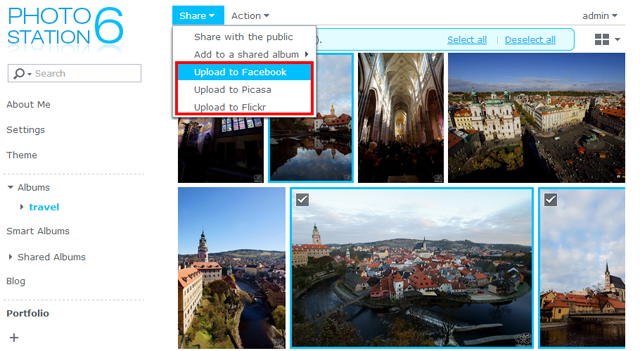 PHOTO
STATION 6
Share
Action
admin
Share with the public
Add to a shared album
Upload to Facebook
Upload to Picasa
Upload to Flickr
).
Select all
Deselect all
Search
About Me
Settings
Theme
Albums
travel
Smart Albums
Shared Albums
Blog
Portfolio
+